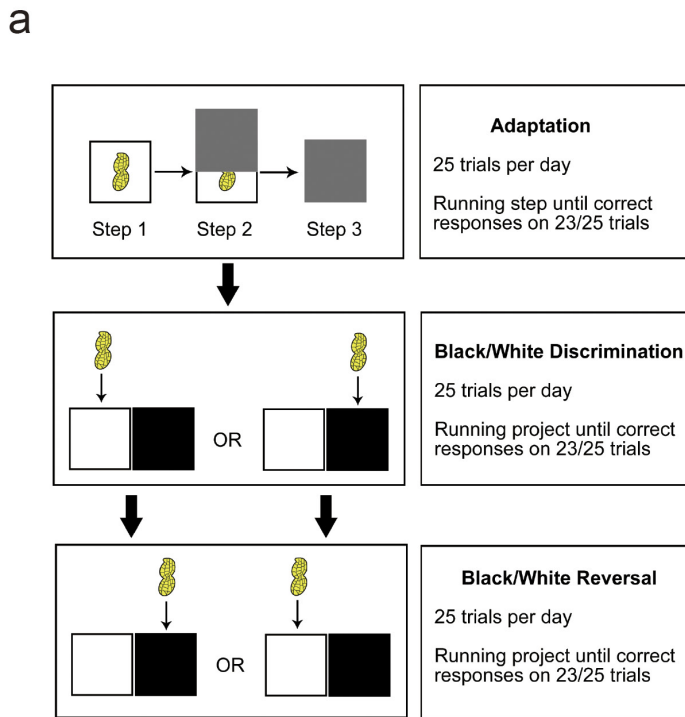 a
Step 1
Step 2
Step 3
Adaptation
25 trials per day
Running step until correct
responses on 23/25 trials
OR
Black/White Discrimination
25 trials per day
Running project until correct
responses on 23/25 trials
OR
Black/White Reversal
25 trials per day
Running project until correct
responses on 23/25 trials